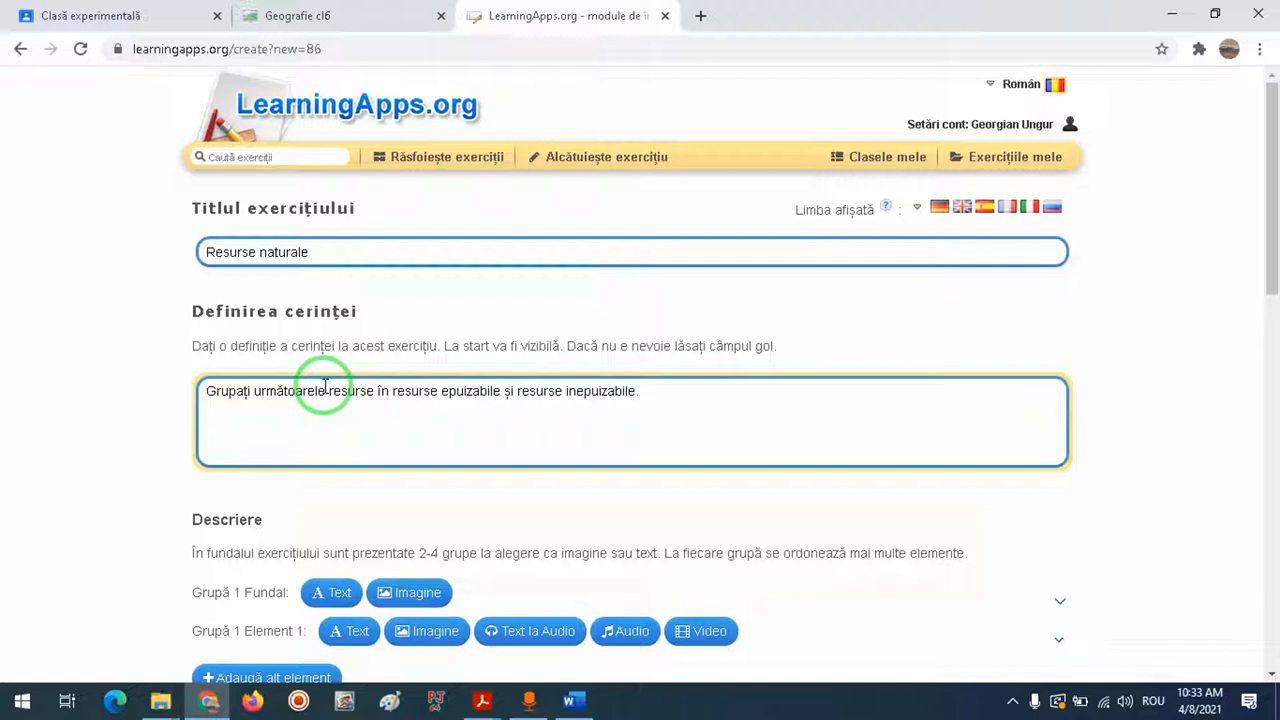 Clasă experimentală
Geografie cl6
LearningApps.org - module de în
learningapps.org/create?new=86
LearningApps.org
Român
Setări cont: Georgian Ungur
Caută exerciții
Răsfoiește exerciții
Alcătuiește exercițiu
Clasele mele
Exercițiile mele
Titlul exercițiului
Limba afișată ? :
Resurse naturale
Definirea cerinței
Dați o definiție a cerinței la acest exercițiu. La start va fi vizibilă. Dacă nu e nevoie lăsați câmpul gol.
Grupați următoarele resurse în resurse epuizabile și resurse inepuizabile.
Descriere
În fundalul exercițiului sunt prezentate 2-4 grupe la alegere ca imagine sau text. La fiecare grupă se ordonează mai multe elemente.
Grupă 1 Fundal: A Text Imagine
Grupă 1 Element 1: A Text Imagine Text la Audio Audio Video
+Adaugă alt element
ROU
10:33 AM
4/8/2021